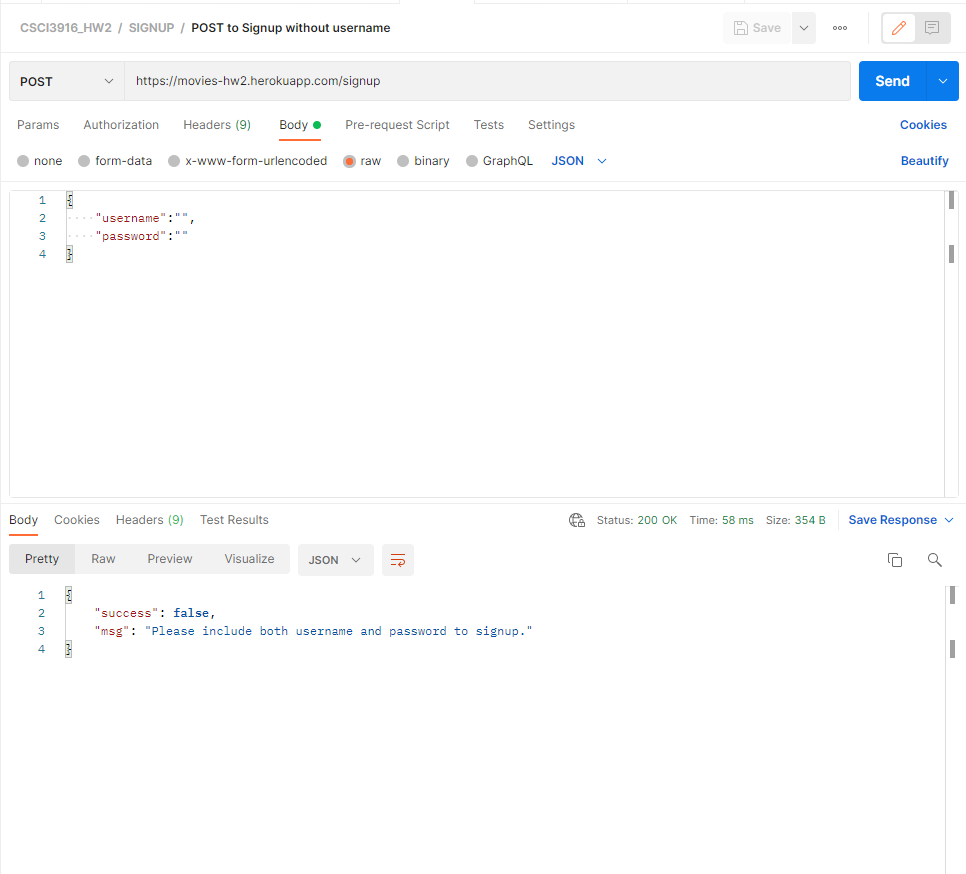 CSCI3916_HW2 / SIGNUP / POST to Signup without username
Save
POST
https://movies-hw2.herokuapp.com/signup
Send
Params Authorization Headers (9) Body Pre-request Script Tests Settings Cookies
none form-data x-www-form-urlencoded raw binary GraphQL JSON Beautify
1 {
2 ····"username":"",
3 ····"password":""
4 }
Body Cookies Headers (9) Test Results Status: 200 OK Time: 58 ms Size: 354 B Save Response
Pretty Raw Preview Visualize JSON
1 {
2 "success": false,
3 "msg": "Please include both username and password to signup."
4 }